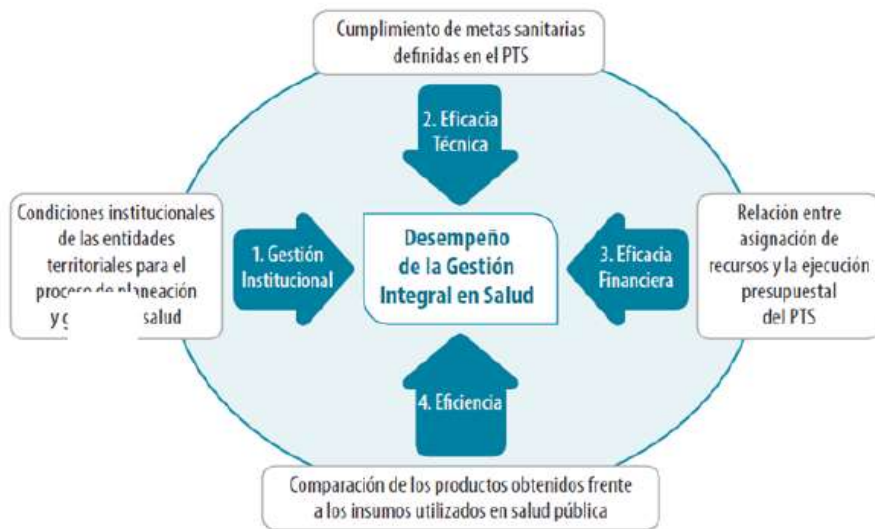 Cumplimiento de metas sanitarias
definidas en el PTS
2. Eficacia
Técnica
Condiciones institucionales
de las entidades
territoriales para el
proceso de planeación
y salud
1. Gestión
Institucional
Desempeño
de la Gestión
Integral en Salud
3. Eficacia
Financiera
Relación entre
asignación de
recursos y la ejecución
presupuestal
del PTS
4. Eficiencia
Comparación de los productos obtenidos frente
a los insumos utilizados en salud pública